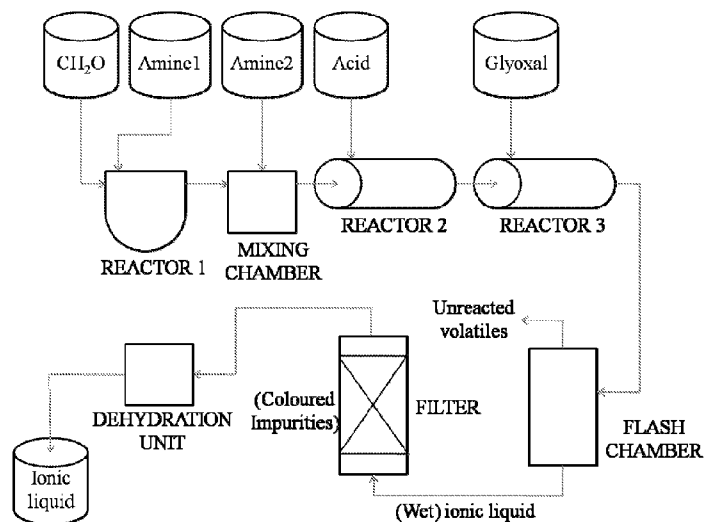 CH₂O
Amine1
Amine2
Acid
Glyoxal
REACTOR 1
MIXING
CHAMBER
REACTOR 2
REACTOR 3
Unreacted
volatiles
(Coloured
Impurities)
FILTER
DEHYDRATION
UNIT
FLASH
CHAMBER
Ionic
liquid
(Wet) ionic liquid